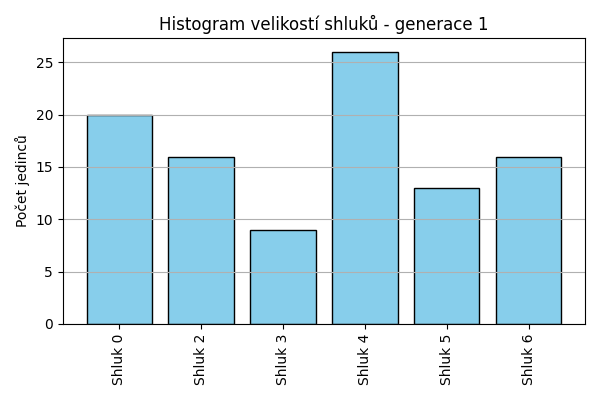 Histogram velikostí shluků - generace 1
Počet jedinců
25
20
15
10
5
0
Shluk 0
Shluk 2
Shluk 3
Shluk 4
Shluk 5
Shluk 6